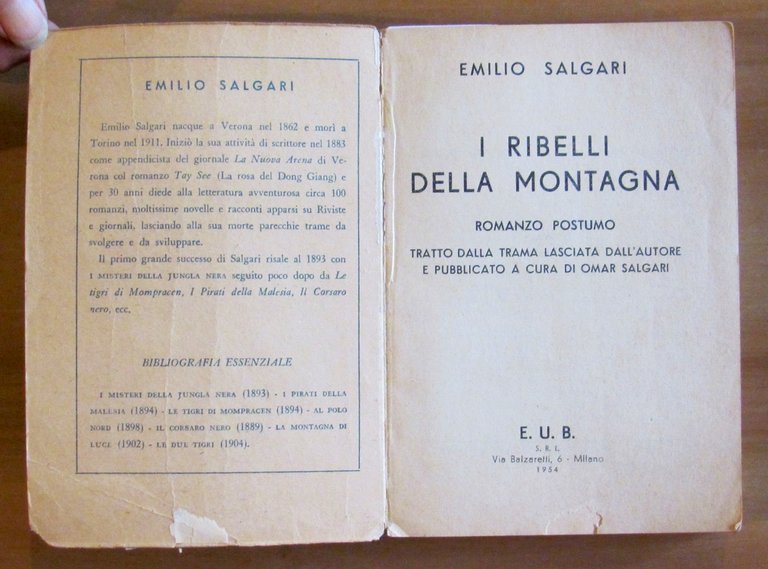 EMILIO SALGARI
Emilio Salgari nacque a Verona nel 1862 e morì a
Torino nel 1911. Iniziò la sua attività di scrittore nel 1883
come appendicista del giornale La Nuova Arena di Ve-
rona col romanzo Tay See (La rosa del Dong Giang) e
per 30 anni diede alla letteratura avventurosa circa 100
romanzi, moltissime novelle e racconti apparsi su Riviste
e giornali, lasciando alla sua morte parecchie trame da
svolgere e da sviluppare.
Il primo grande successo di Salgari risale al 1893 con
I MISTERI DELLA JUNGLA NERA seguito poco dopo da Le
tigri di Mompracen, I Pirati della Malesia, Il Corsaro
nero, ecc.
BIBLIOGRAFIA ESSENZIALE
I MISTERI DELLA JUNGLA NERA (1893) - I PIRATI DELLA
MALESIA (1894) - LE TIGRI DI MOMPRACEN (1894) - AL POLO
NORD (1898) - IL CORSARO NERO (1889) - LA MONTAGNA DI
LUCE (1902) - LE DUE TIGRI (1904).
EMILIO SALGARI
I RIBELLI
DELLA MONTAGNA
ROMANZO POSTUMO
TRATTO DALLA TRAMA LASCIATA DALL'AUTORE
E PUBBLICATO A CURA DI OMAR SALGARI
E. U. B.
S. R. L.
Via Balzaretti, 6 - Milano
1954